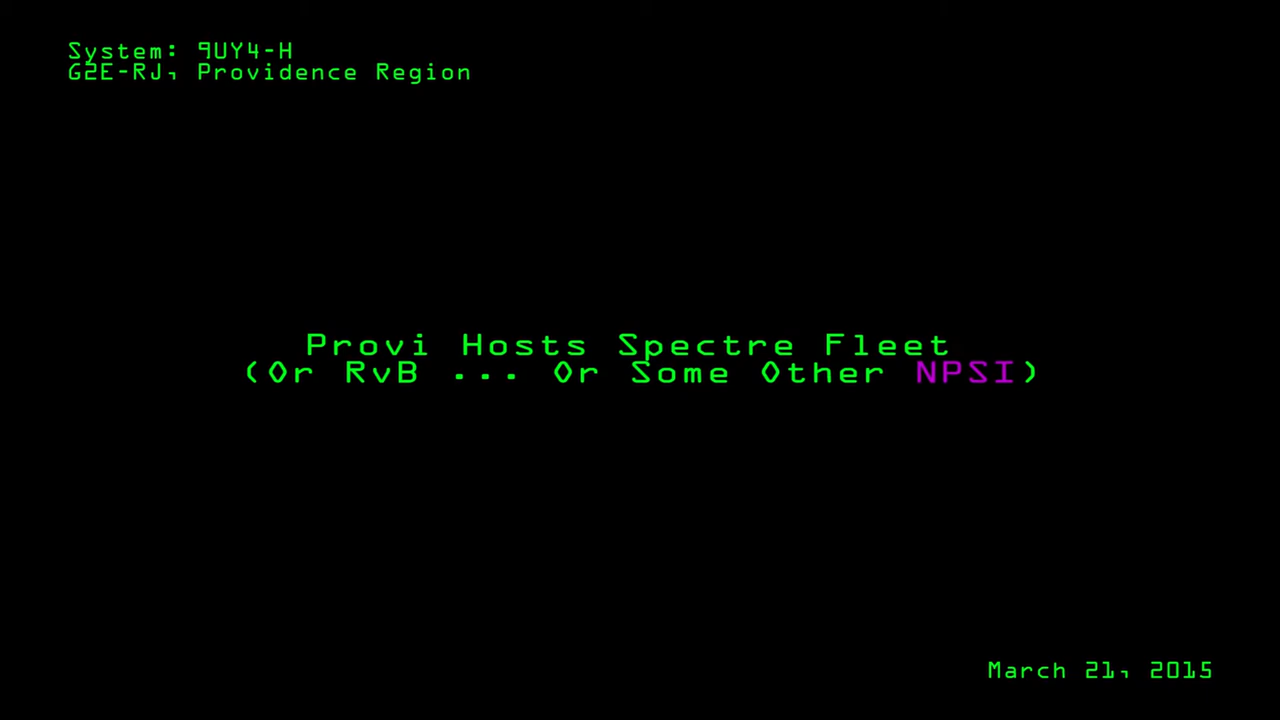 System: 9UY4-H
G2E-RJ, Providence Region
Provi Hosts Spectre Fleet
(Or RvB ... Or Some Other NPSI)
March 21, 2015